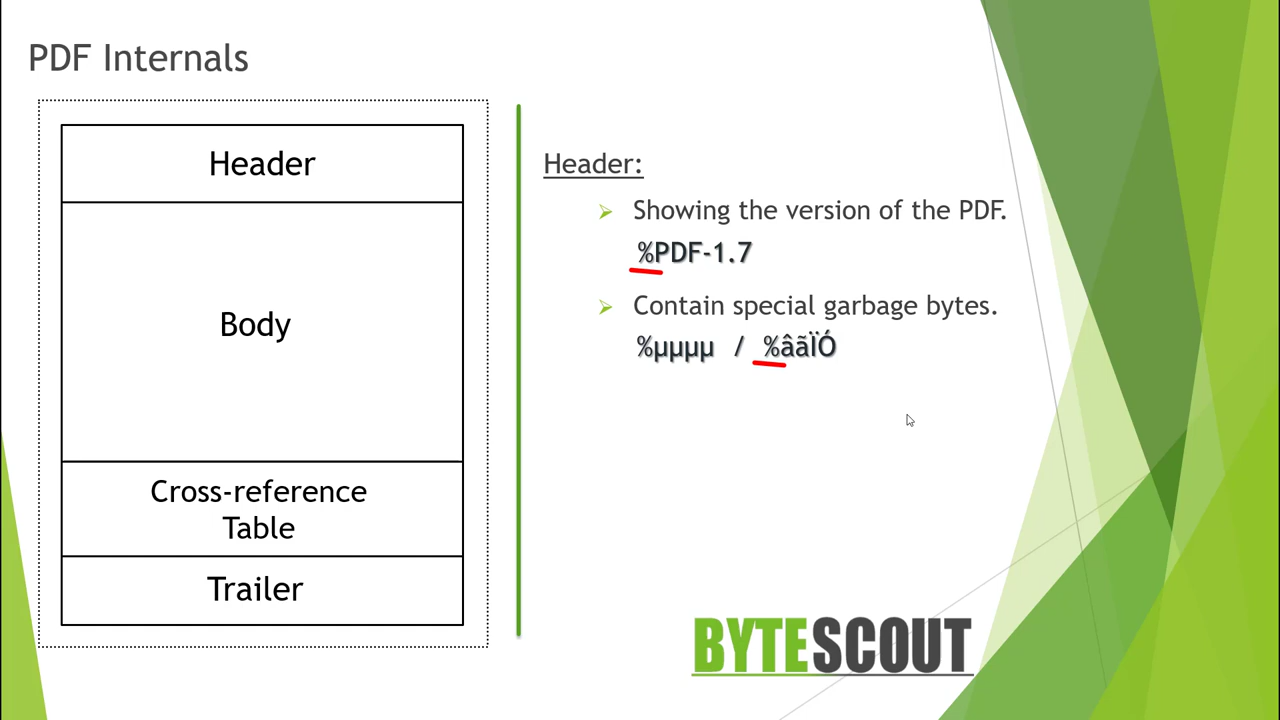 PDF Internals
Header
Body
Cross-reference
Table
Trailer
Header:
Showing the version of the PDF.
%PDF-1.7
Contain special garbage bytes.
%µµµµ / %âãÏÓ
BYTESCOUT